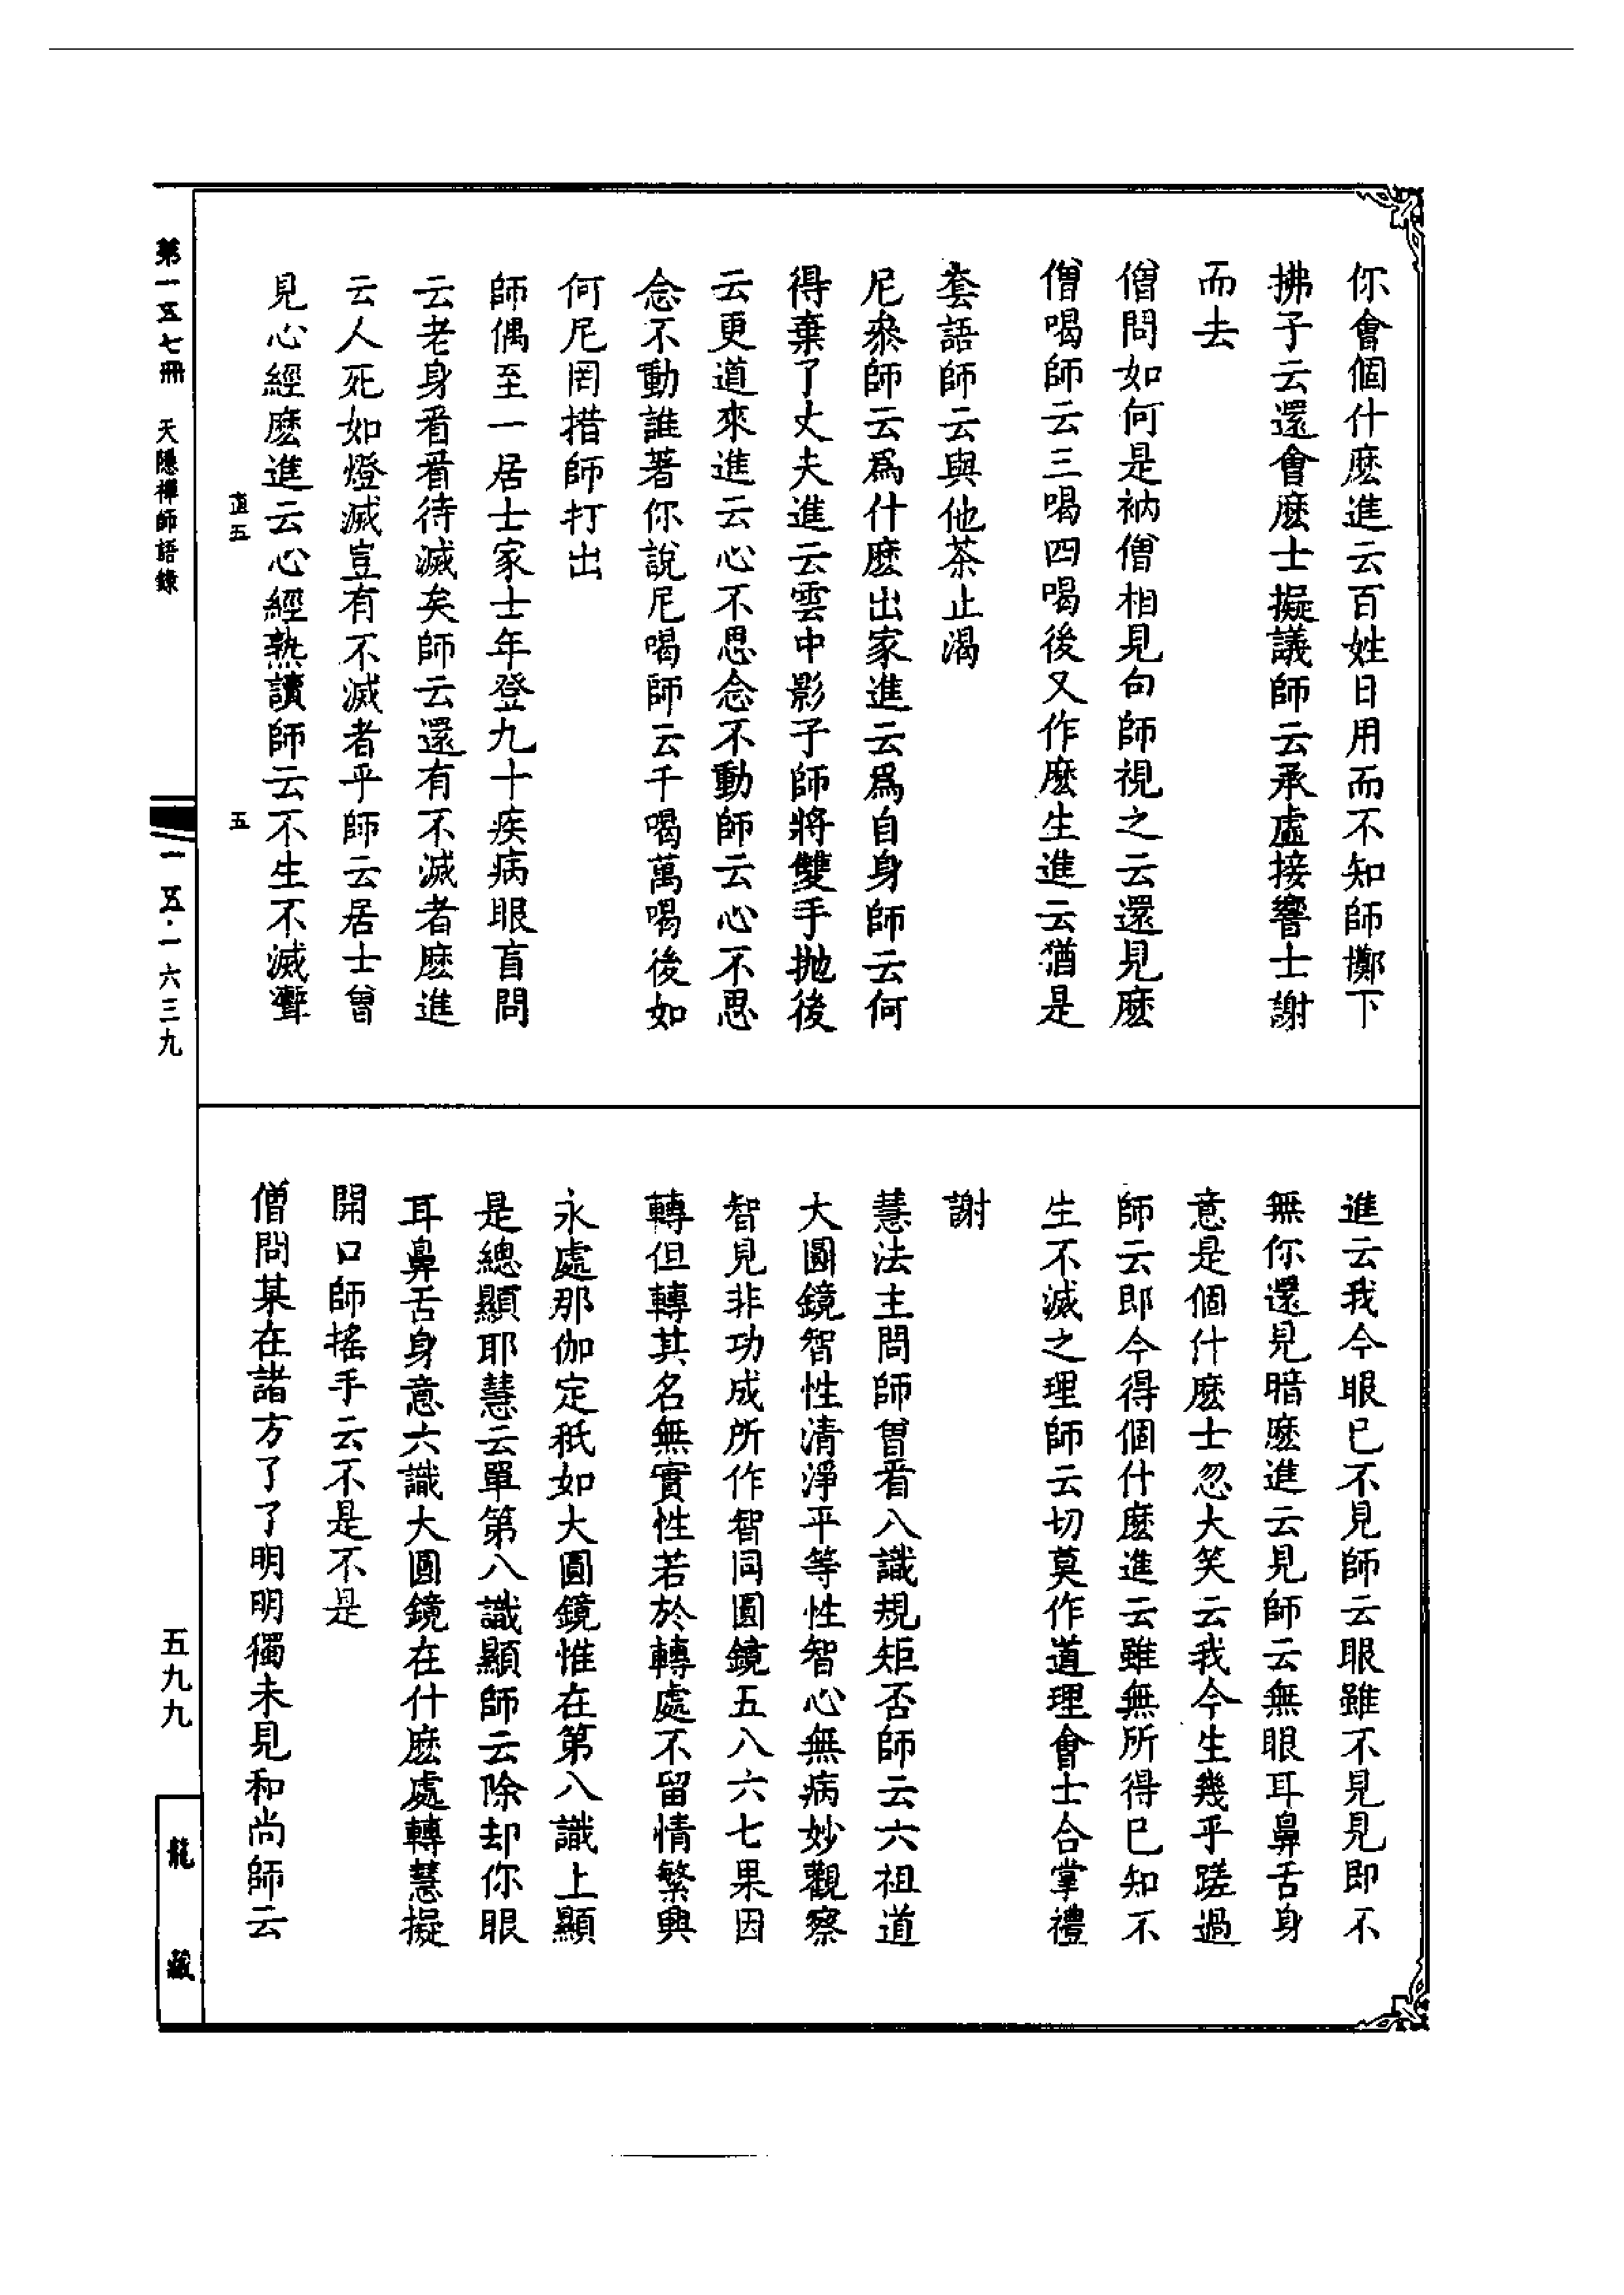 你會個什麽進云百姓日用而不知師擲下
拂子云還會麽士擬議師云承虛接響士謝
而去
僧問如何是衲僧相見句師視之云還見麽
僧喝師云三喝四喝後又作麽生進云猶是
套語師云與他茶止渴
尼叅師云爲什麽出家進云爲自身師云何
得棄了丈夫進云雲中影子師將雙手拋後
云更道來進云心不思念不動師云心不思
念不動誰著你說尼喝師云千喝萬喝後如
何尼罔措師打出
師偶至一居士家士年登九十疾病眼盲問
云老身看看待滅矣師云還有不滅者麽進
云人死如燈滅豈有不滅者乎師云居士曾
見心經麽進云心經熟讀師云不生不滅聻
五
五
進云我今眼已不見師云眼雖不見見即不
無你還見暗麽進云見師云無眼耳鼻舌身
意是個什麽士忽大笑云我今生幾乎蹉過
師云即今得個什麽進云雖無所得已知不
生不滅之理師云切莫作道理會士合掌禮
謝
慧法主問師曾看八識規矩否師云六祖道
大圓鏡智性清淨平等性智心無病妙觀察
智見非功成所作智同圓鏡五八六七果因
轉但轉其名無實性若於轉處不留情繁興
永處那伽定祇如大圓鏡惟在第八識上顯
是總顯耶慧云單第八識顯師云除却你眼
耳鼻舌身意六識大圓鏡在什麽處轉慧擬
開口師搖手云不是不是
僧問某在諸方了了明明獨未見和尚師云
第一五七冊 天隱禪師語錄
一五·一六三九
五九九
龍藏